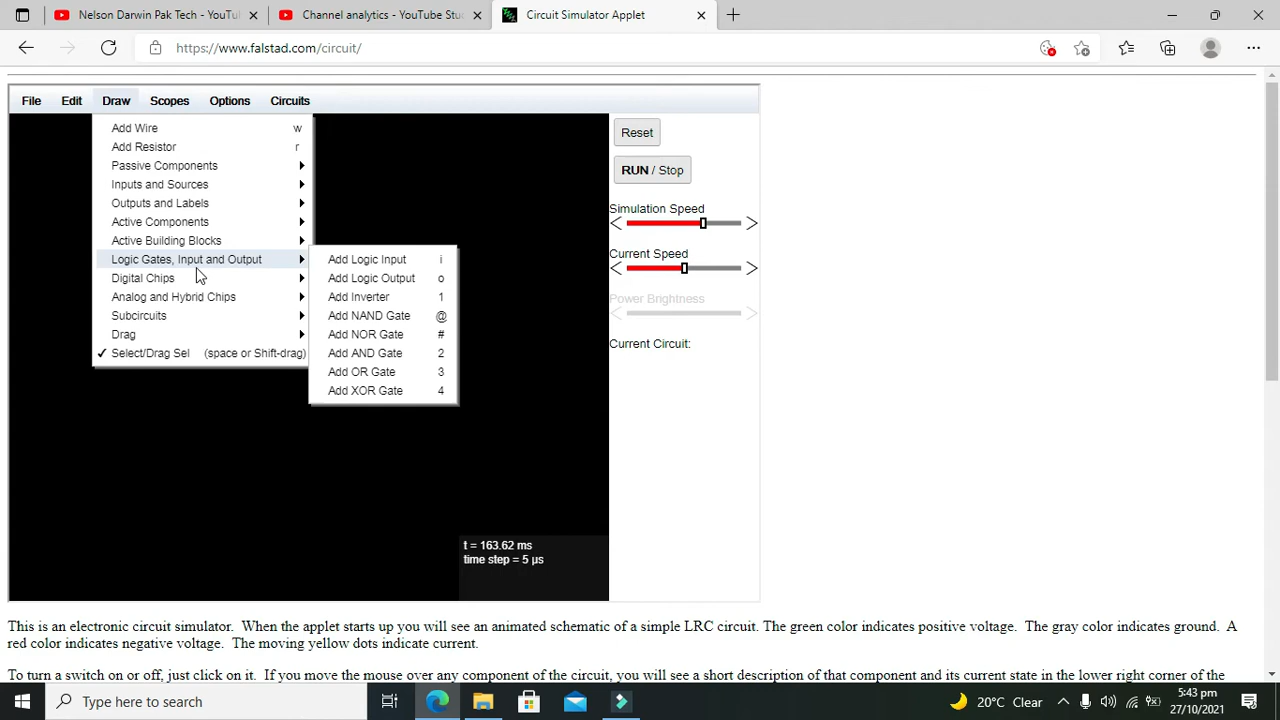 Nelson Darwin Pak Tech - YouTu
Channel analytics - YouTube Stu
Circuit Simulator Applet
https://www.falstad.com/circuit/
File Edit Draw Scopes Options Circuits
Add Wire w
Add Resistor r
Passive Components
Inputs and Sources
Outputs and Labels
Active Components
Active Building Blocks
Logic Gates, Input and Output
Digital Chips
Analog and Hybrid Chips
Subcircuits
Drag
Select/Drag Sel (space or Shift-drag)
Add Logic Input i
Add Logic Output o
Add Inverter 1
Add NAND Gate @
Add NOR Gate #
Add AND Gate 2
Add OR Gate 3
Add XOR Gate 4
Reset
RUN / Stop
Simulation Speed
Current Speed
Power Brightness
Current Circuit:
t = 163.62 ms
time step = 5 µs
This is an electronic circuit simulator. When the applet starts up you will see an animated schematic of a simple LRC circuit. The green color indicates positive voltage. The gray color indicates ground. A
red color indicates negative voltage. The moving yellow dots indicate current.
To turn a switch on or off, just click on it. If you move the mouse over any component of the circuit, you will see a short description of that component and its current state in the lower right corner of the
Type here to search
20°C Clear
5:43 pm
27/10/2021